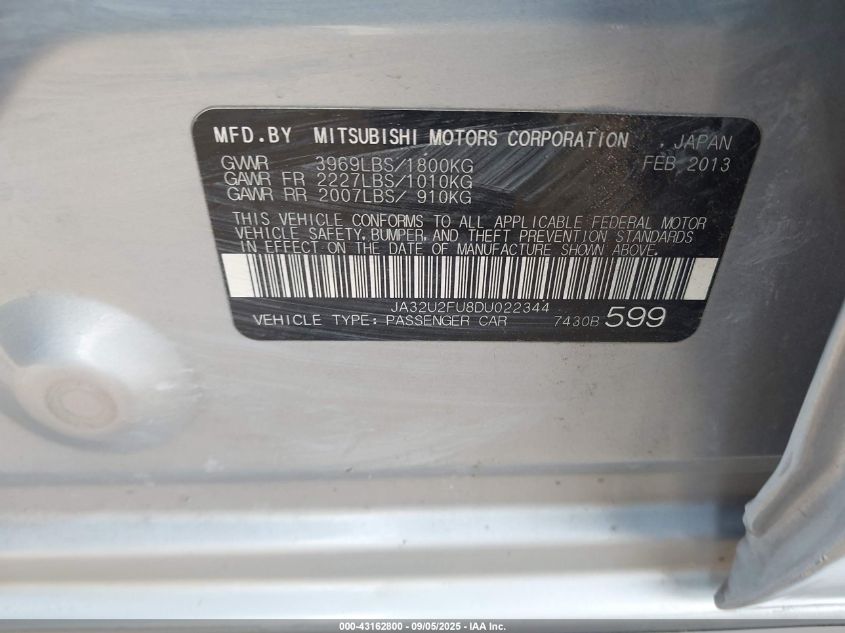 MFD.BY MITSUBISHI MOTORS CORPORATION , JAPAN
GVWR 3969LBS/1800KG FEB 2013
GAWR FR 2227LBS/1010KG
GAWR RR 2007LBS/ 910KG
THIS VEHICLE CONFORMS TO ALL APPLICABLE FEDERAL MOTOR
VEHICLE SAFETY, BUMPER, AND THEFT PREVENTION STANDARDS
IN EFFECT ON THE DATE OF MANUFACTURE SHOWN ABOVE.
JA32U2FU8DU022344
VEHICLE TYPE: PASSENGER CAR 7430B 599
000-43162800 - 09/05/2025 - IAA Inc.